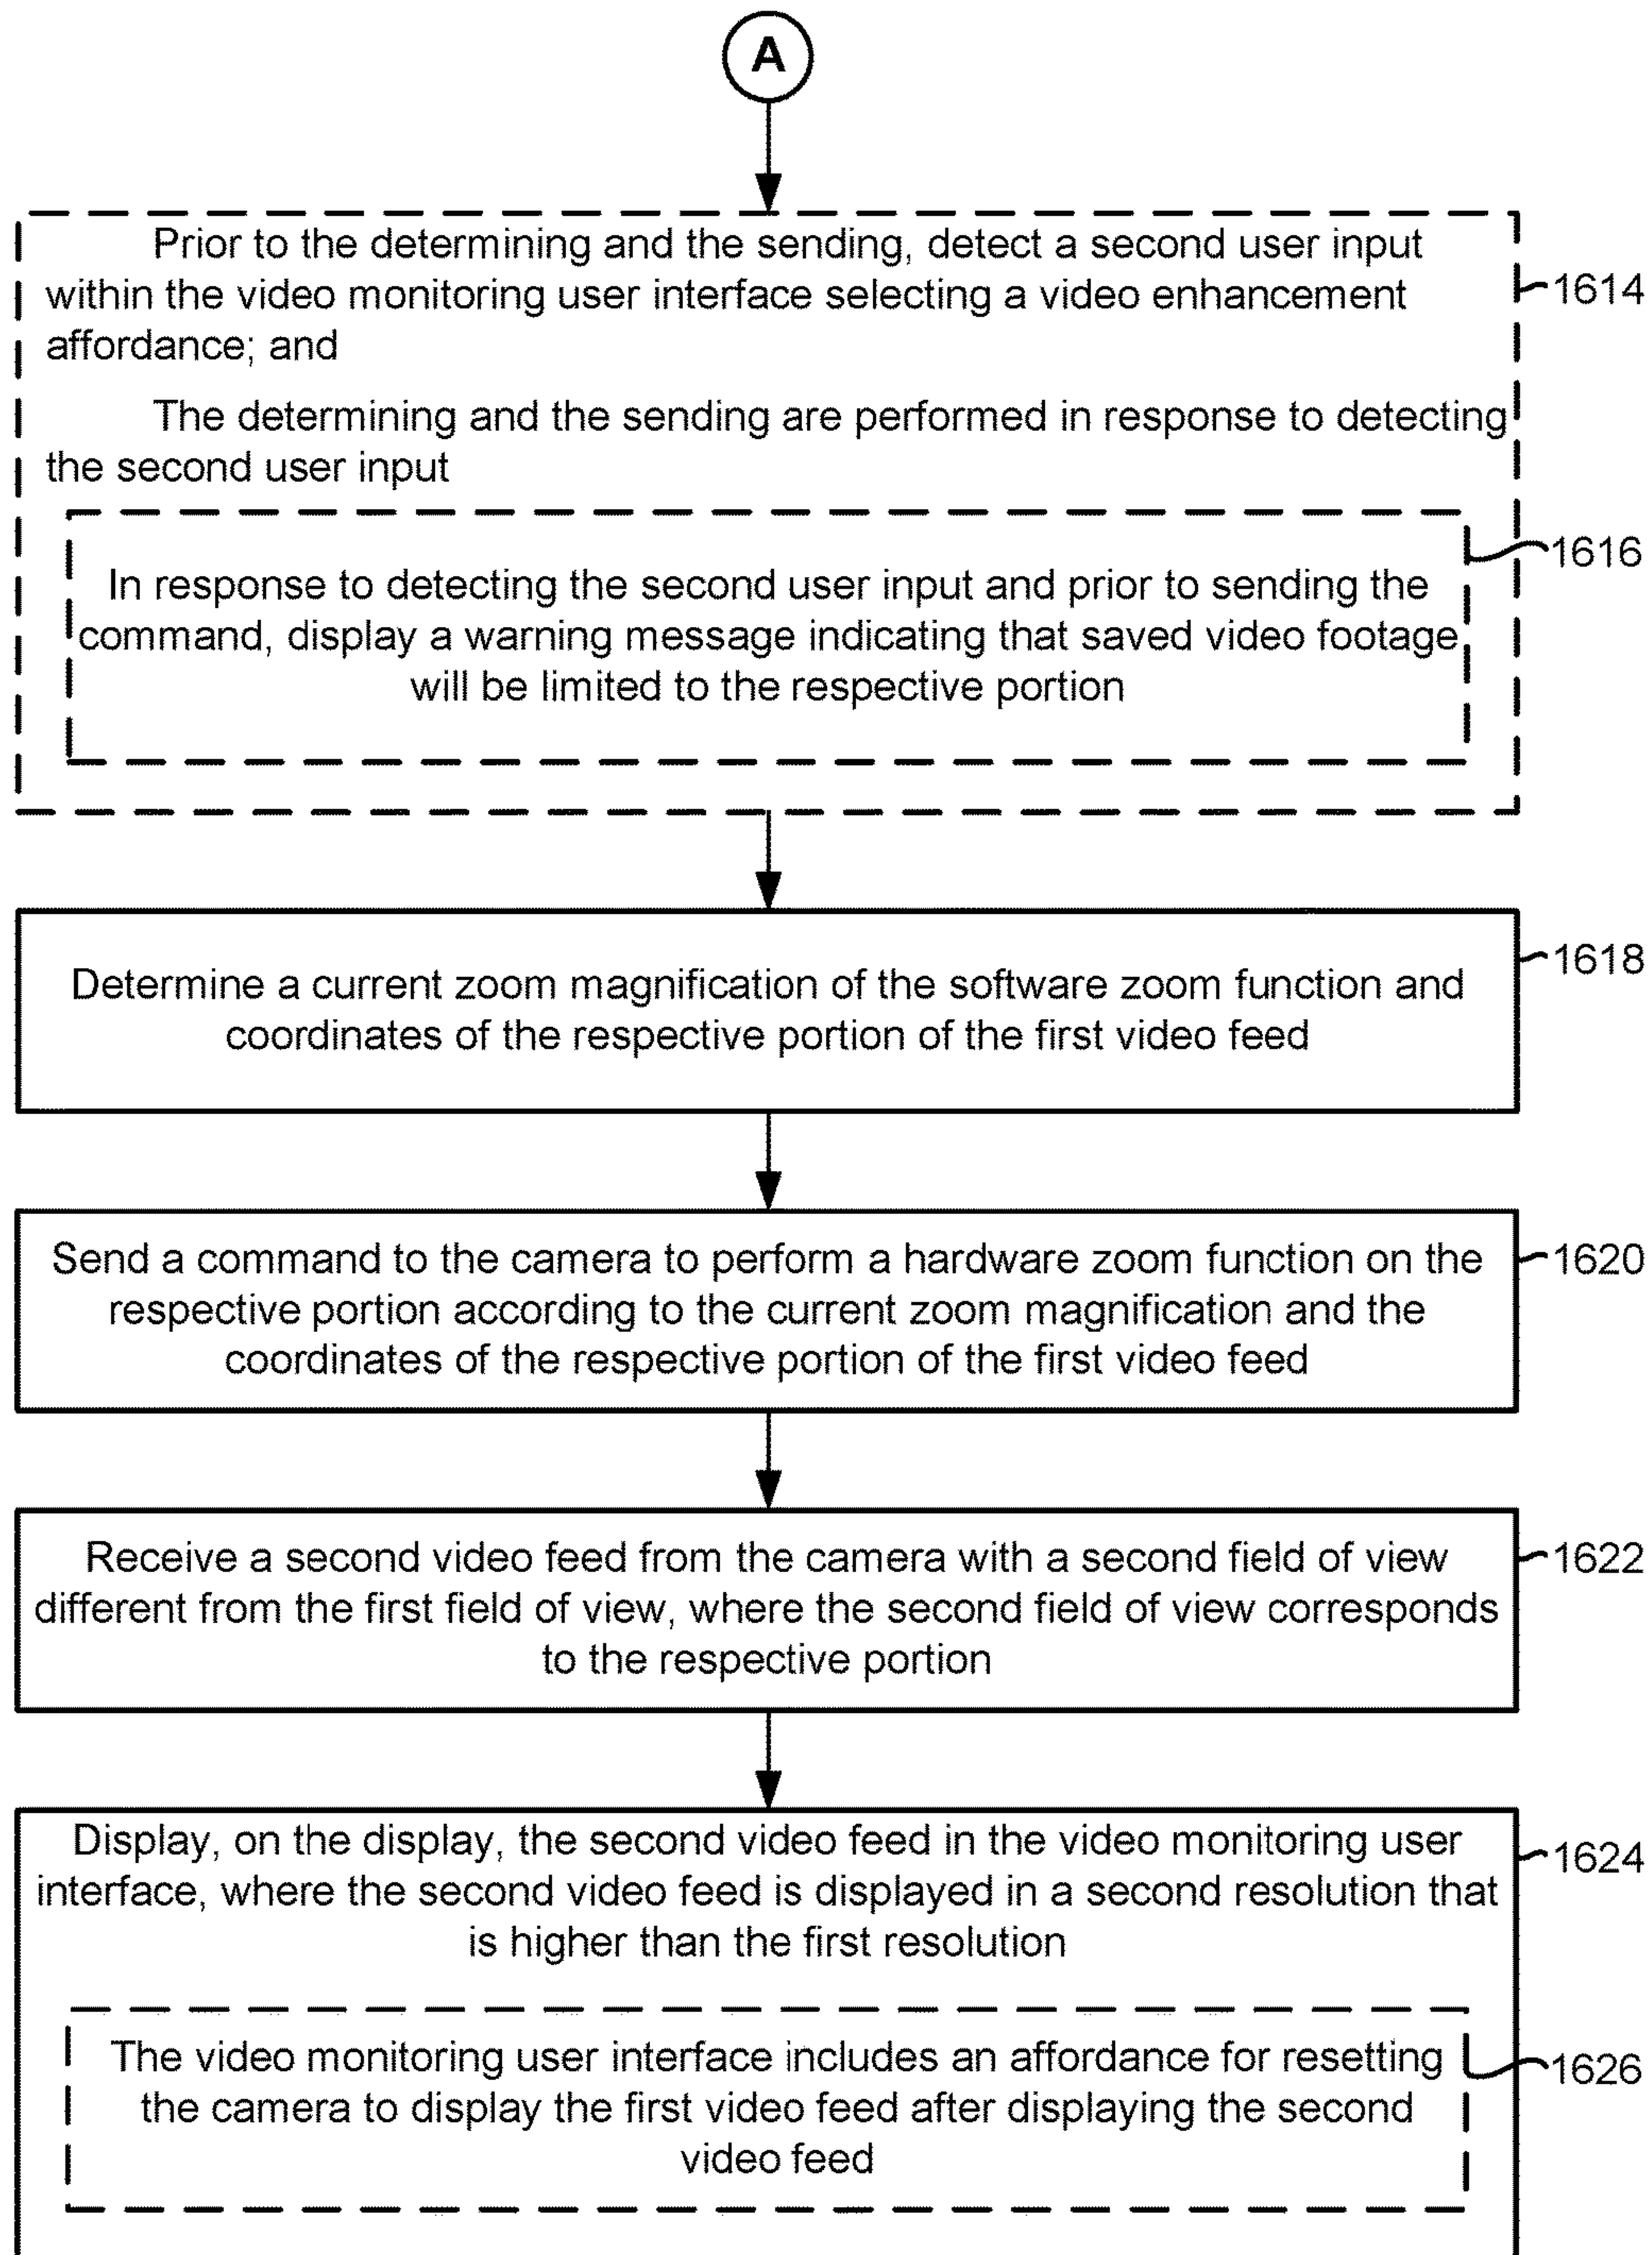 A
Prior to the determining and the sending, detect a second user input
within the video monitoring user interface selecting a video enhancement
affordance; and
1614
The determining and the sending are performed in response to detecting
the second user input
1616
In response to detecting the second user input and prior to sending the
command, display a warning message indicating that saved video footage
will be limited to the respective portion
1618
Determine a current zoom magnification of the software zoom function and
coordinates of the respective portion of the first video feed
1620
Send a command to the camera to perform a hardware zoom function on the
respective portion according to the current zoom magnification and the
coordinates of the respective portion of the first video feed
1622
Receive a second video feed from the camera with a second field of view
different from the first field of view, where the second field of view corresponds
to the respective portion
1624
Display, on the display, the second video feed in the video monitoring user
interface, where the second video feed is displayed in a second resolution that
is higher than the first resolution
1626
The video monitoring user interface includes an affordance for resetting
the camera to display the first video feed after displaying the second
video feed